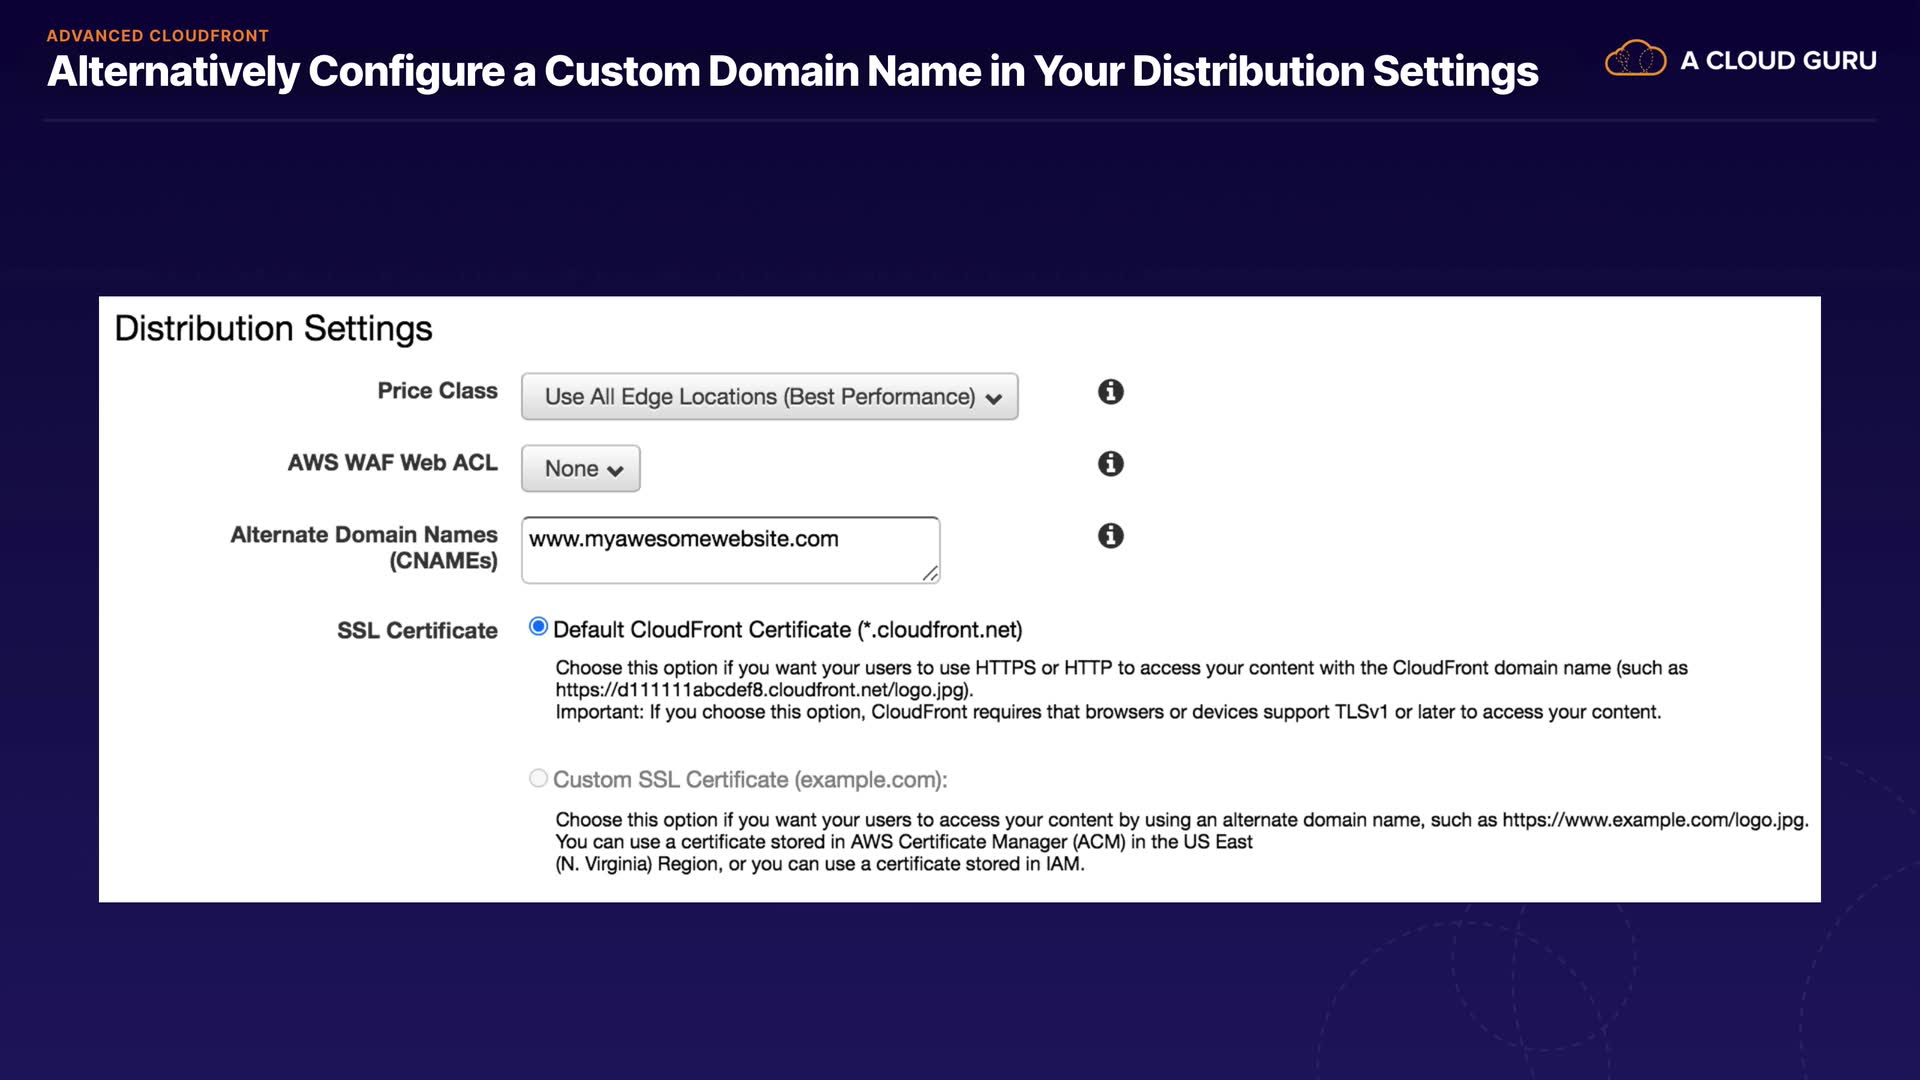 ADVANCED CLOUDFRONT
Alternatively Configure a Custom Domain Name in Your Distribution Settings
A CLOUD GURU
Distribution Settings
Price Class
Use All Edge Locations (Best Performance)
AWS WAF Web ACL
None
Alternate Domain Names
(CNAMEs)
www.myawesomewebsite.com
SSL Certificate
Default CloudFront Certificate (*.cloudfront.net)
Choose this option if you want your users to use HTTPS or HTTP to access your content with the CloudFront domain name (such as
https://d111111abcdef8.cloudfront.net/logo.jpg).
Important: If you choose this option, CloudFront requires that browsers or devices support TLSv1 or later to access your content.
Custom SSL Certificate (example.com):
Choose this option if you want your users to access your content by using an alternate domain name, such as https://www.example.com/logo.jpg.
You can use a certificate stored in AWS Certificate Manager (ACM) in the US East
(N. Virginia) Region, or you can use a certificate stored in IAM.